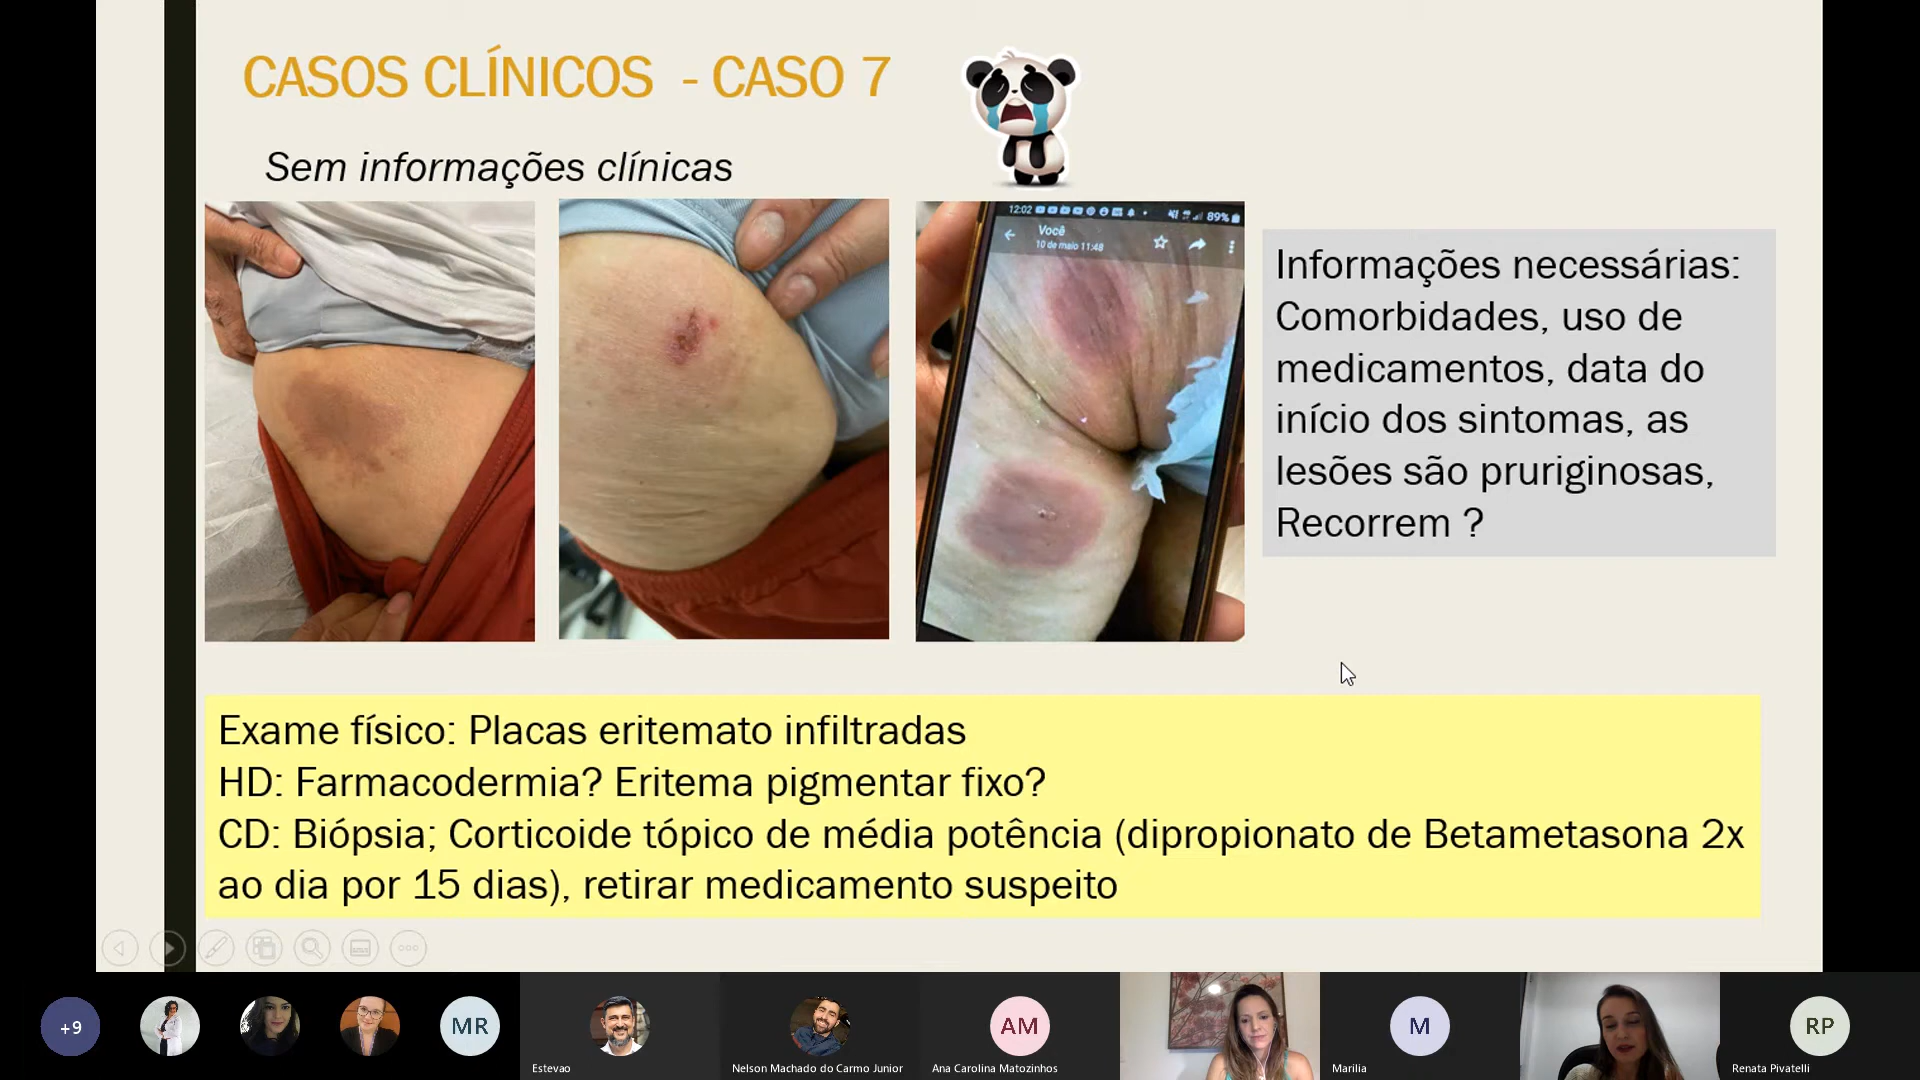 CASOS CLÍNICOS - CASO 7
Sem informações clínicas
12:02
89%
Você
10 de maio 11:48
Informações necessárias:
Comorbidades, uso de
medicamentos, data do
início dos sintomas, as
lesões são pruriginosas,
Recorrem ?
Exame físico: Placas eritemato infiltradas
HD: Farmacodermia? Eritema pigmentar fixo?
CD: Biópsia; Corticoide tópico de média potência (dipropionato de Betametasona 2x
ao dia por 15 dias), retirar medicamento suspeito
+9
MR
AM
M
RP
Estevao
Nelson Machado do Carmo Junior
Ana Carolina Matozinhos
Marilia
Renata Pivatelli